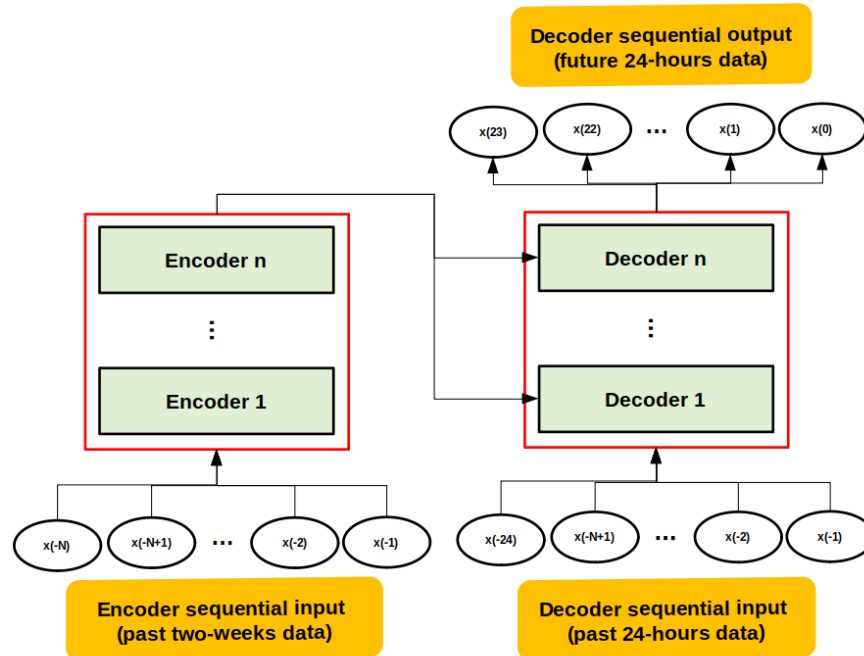 Decoder sequential output
(future 24-hours data)
x(23) x(22) ... x(1) x(0)
Encoder n
...
Encoder 1
Decoder n
...
Decoder 1
x(-N) x(-N+1) ... x(-2) x(-1)
x(-24) x(-N+1) ... x(-2) x(-1)
Encoder sequential input
(past two-weeks data)
Decoder sequential input
(past 24-hours data)